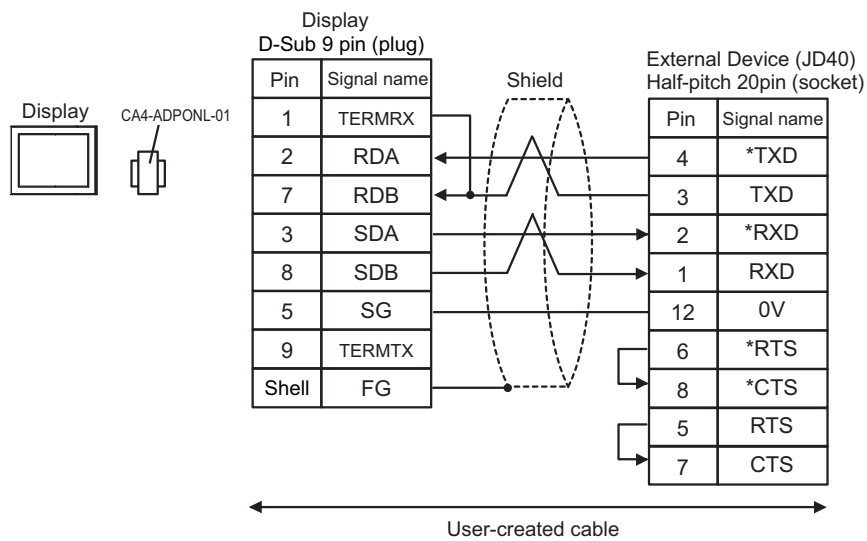 Display
D-Sub 9 pin (plug)
External Device (JD40)
Half-pitch 20pin (socket)
Display
CA4-ADPONL-01
Shield
Pin Signal name
1 TERMRX
2 RDA
7 RDB
3 SDA
8 SDB
5 SG
9 TERMTX
Shell FG
Pin Signal name
4 *TXD
3 TXD
2 *RXD
1 RXD
12 0V
6 *RTS
8 *CTS
5 RTS
7 CTS
User-created cable